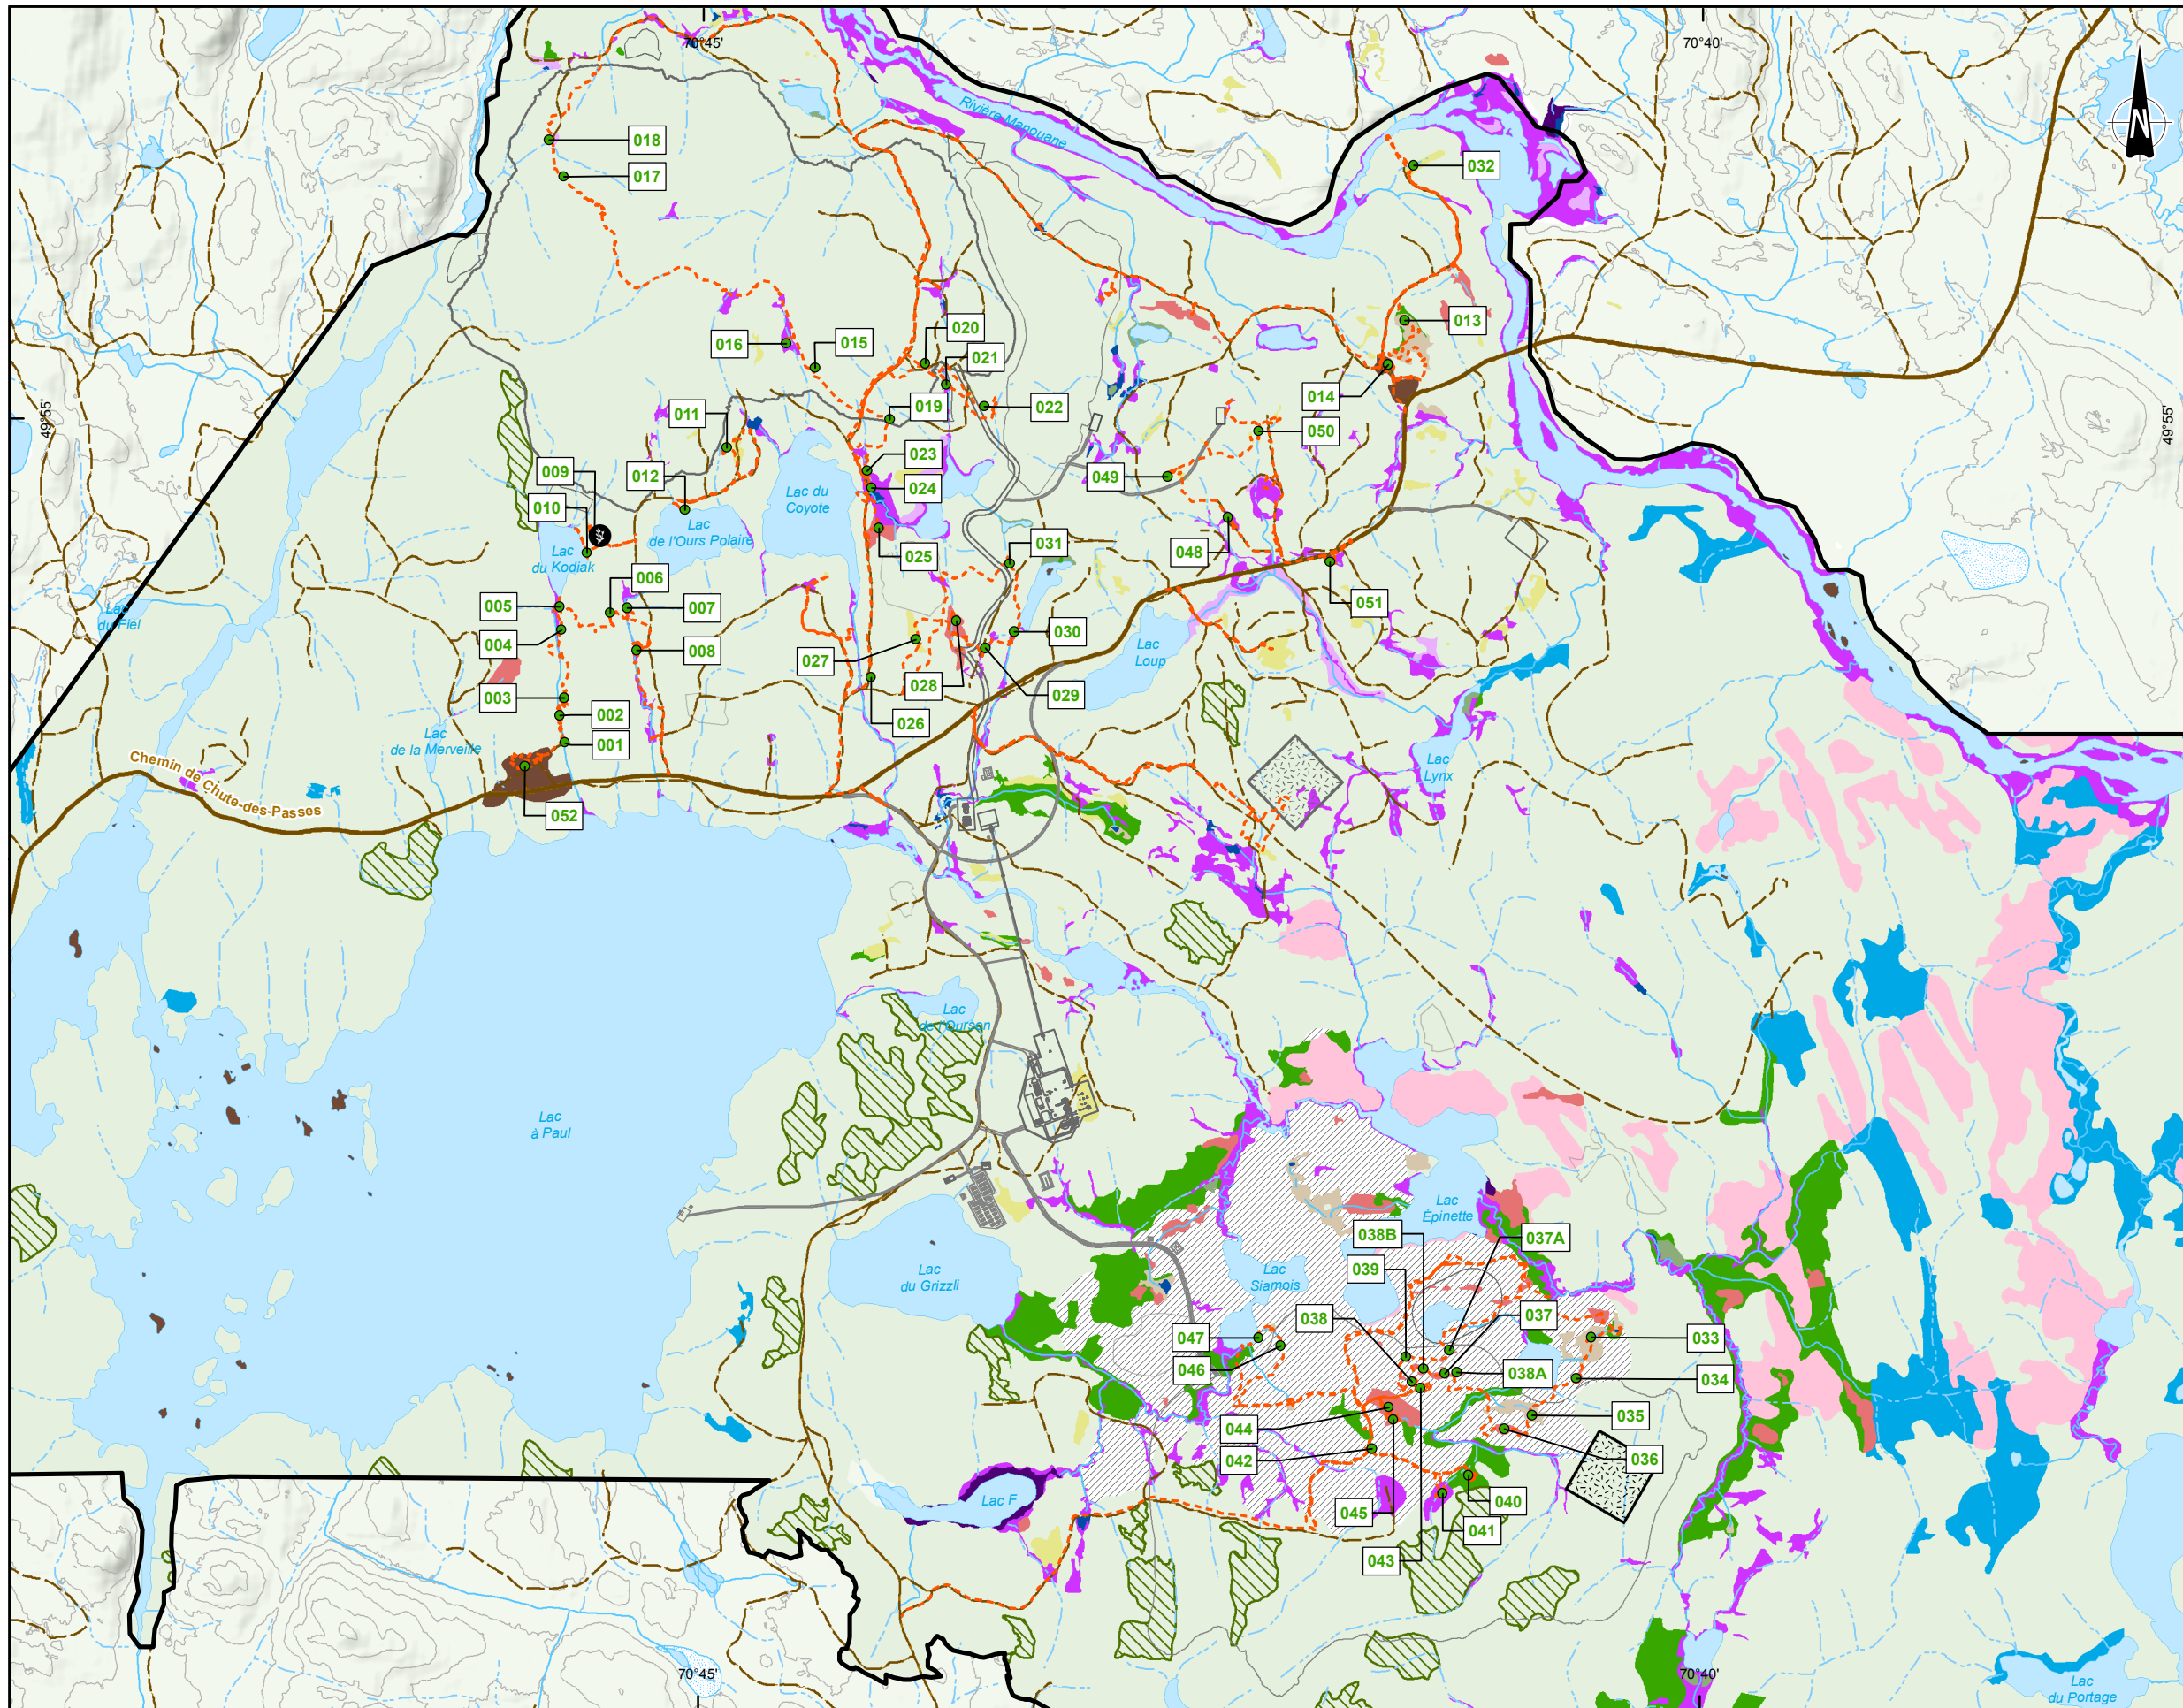 70°45'
70°40'
N
Rivière Manouane
018
017
032
013
020
016
015
021
014
011
019
022
050
49°55'
49°55'
009
012
023
049
010
024
Lac du
Coyote
Lac
de l'Ours Polaire
Lac
du Kodiak
025
031
048
006
005
007
051
Lac
du Fiel
004
008
027
030
Lac
Loup
003
028
029
002
026
001
Lac
de la Merveille
Chemin de Chute-des-Passes
Lac
Lynx
052
Lac
de l'Ourson
Lac
à Paul
Lac
Épinette
038B
037A
039
Lac
Siamois
Lac
du Grizzli
038
037
047
033
046
038A
034
044
035
042
036
Lac F
045
040
041
043
70°45'
70°40'
Lac
du Portage